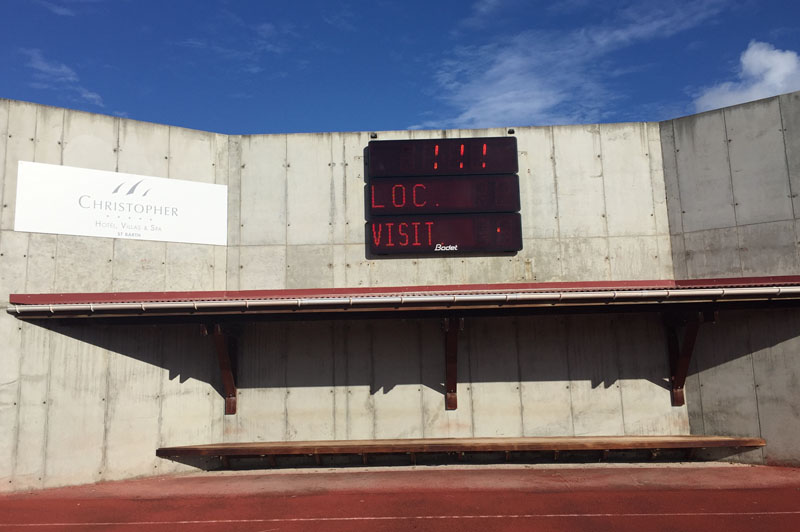 CHRISTOPHER
HOTEL, VILLAS & SPA
ST BARTH
!!!
LOC.
VISIT
Bodet